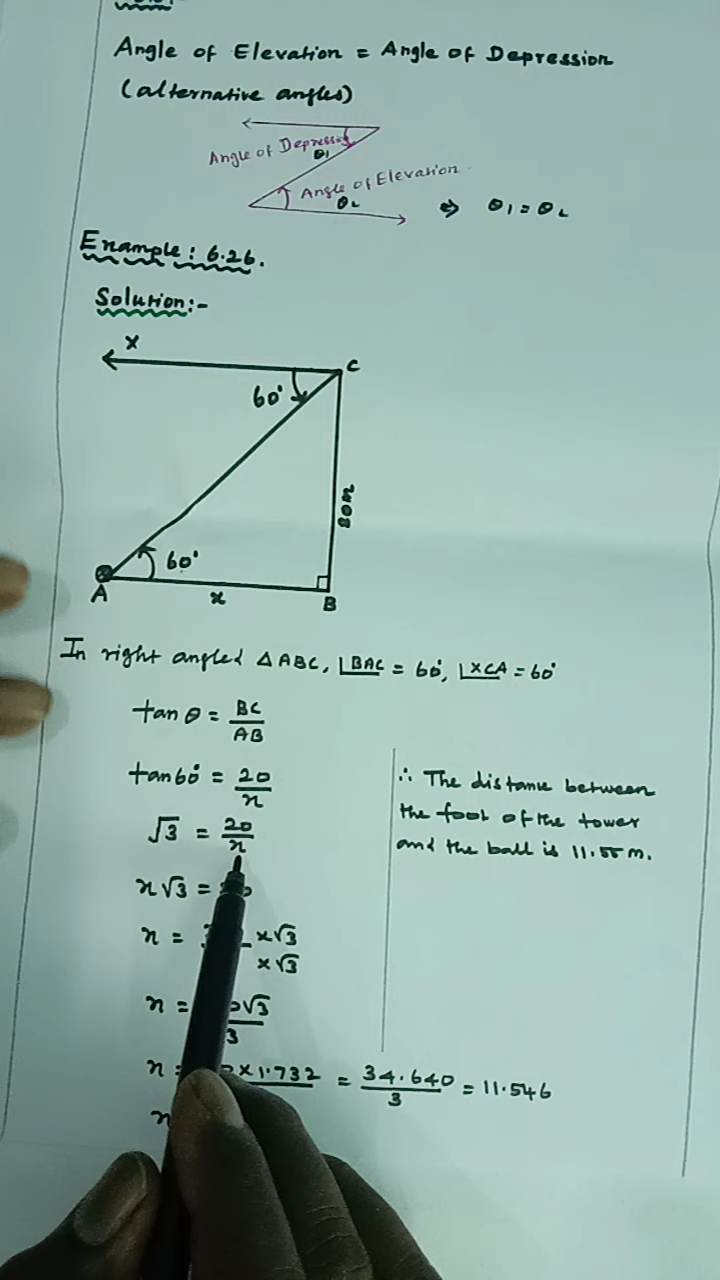 Angle of Elevation = Angle of Depression
(alternative angles)
Angle of Depression
θ1
Angle of Elevation
θ2
⇒ θ1 = θ2
Example: 6.26.
Solution:-
X
C
60°
20m
60°
A
x
B
In right angled △ABC, ∠BAC = 60°, ∠XCA = 60°
tan θ = BC/AB
tan 60° = 20/x
√3 = 20/x
x√3 =
x = × √3 / × √3
x = √3/3
x × 1.732 = 34.640/3 = 11.546
x
∴ The distance between
the foot of the tower
and the ball is 11.55 m.